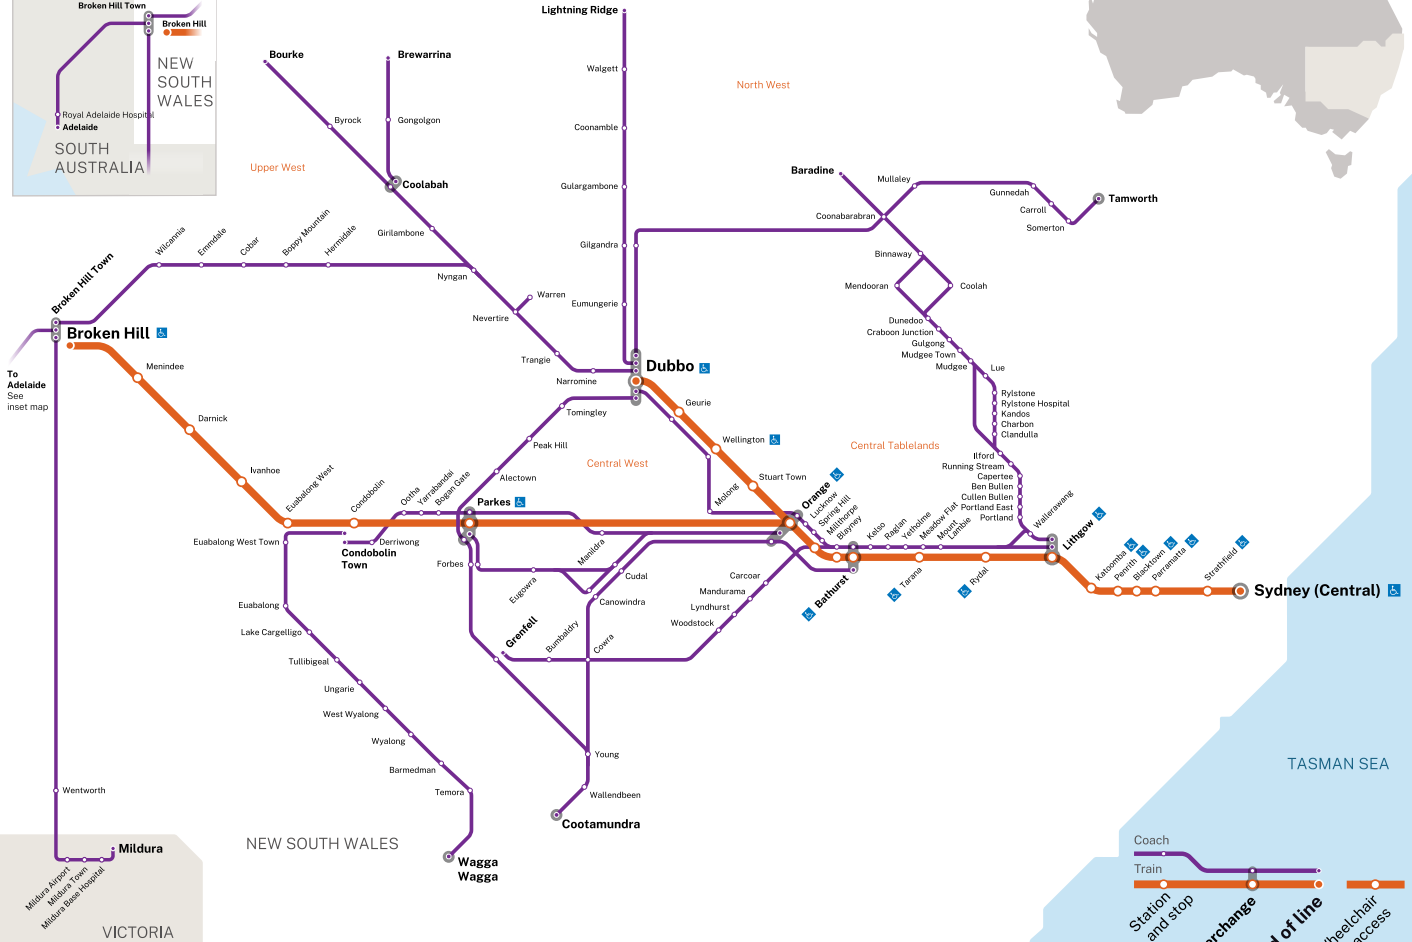 Broken Hill Town
Broken Hill
NEW
SOUTH
WALES
Royal Adelaide Hospital
Adelaide
SOUTH
AUSTRALIA
Lightning Ridge
Walgett
Coonamble
Gulargambone
Gilgandra
Eumungerie
Bourke
Byrock
Brewarrina
Gongolgon
Coolabah
Upper West
North West
Girilambone
Nyngan
Warren
Nevertire
Trangie
Narromine
Wilcannia
Emmdale
Cobar
Boppy Mountain
Hermidale
Baradine
Mullaley
Gunnedah
Carroll
Somerton
Tamworth
Coonabarabran
Binnaway
Mendooran
Coolah
Dunedoo
Craboon Junction
Gulgong
Mudgee Town
Mudgee
Lue
Rylstone
Rylstone Hospital
Kandos
Charbon
Clandulla
Ilford
Running Stream
Capertee
Ben Bullen
Cullen Bullen
Portland East
Portland
Wallerawang
Broken Hill Town
Broken Hill
To
Adelaide
See
inset map
Menindee
Darnick
Ivanhoe
Euabalong West
Condobolin
Ootha
Yarrabandai
Bogan Gate
Parkes
Dubbo
Geurie
Wellington
Stuart Town
Tomingley
Peak Hill
Alectown
Central West
Central Tablelands
Molong
Orange
Lucknow
Spring Hill
Millthorpe
Blayney
Kelso
Raglan
Yetholme
Meadow Flat
Mount
Lambie
Lithgow
Katoomba
Penrith
Blacktown
Parramatta
Strathfield
Sydney (Central)
Bathurst
Tarana
Rydal
Euabalong West Town
Condobolin
Town
Derriwong
Forbes
Manildra
Eugowra
Cudal
Canowindra
Carcoar
Mandurama
Lyndhurst
Woodstock
Grenfell
Bumbaldry
Cowra
Euabalong
Lake Cargelligo
Tullibigeal
Ungarie
West Wyalong
Wyalong
Barmedman
Temora
Young
Wallendbeen
Cootamundra
Wagga
Wagga
Wentworth
Mildura
Mildura Airport
Mildura Town
Mildura Base Hospital
NEW SOUTH WALES
VICTORIA
TASMAN SEA
Coach
Train
Station
and stop
erchange
d of line
heelchair
access